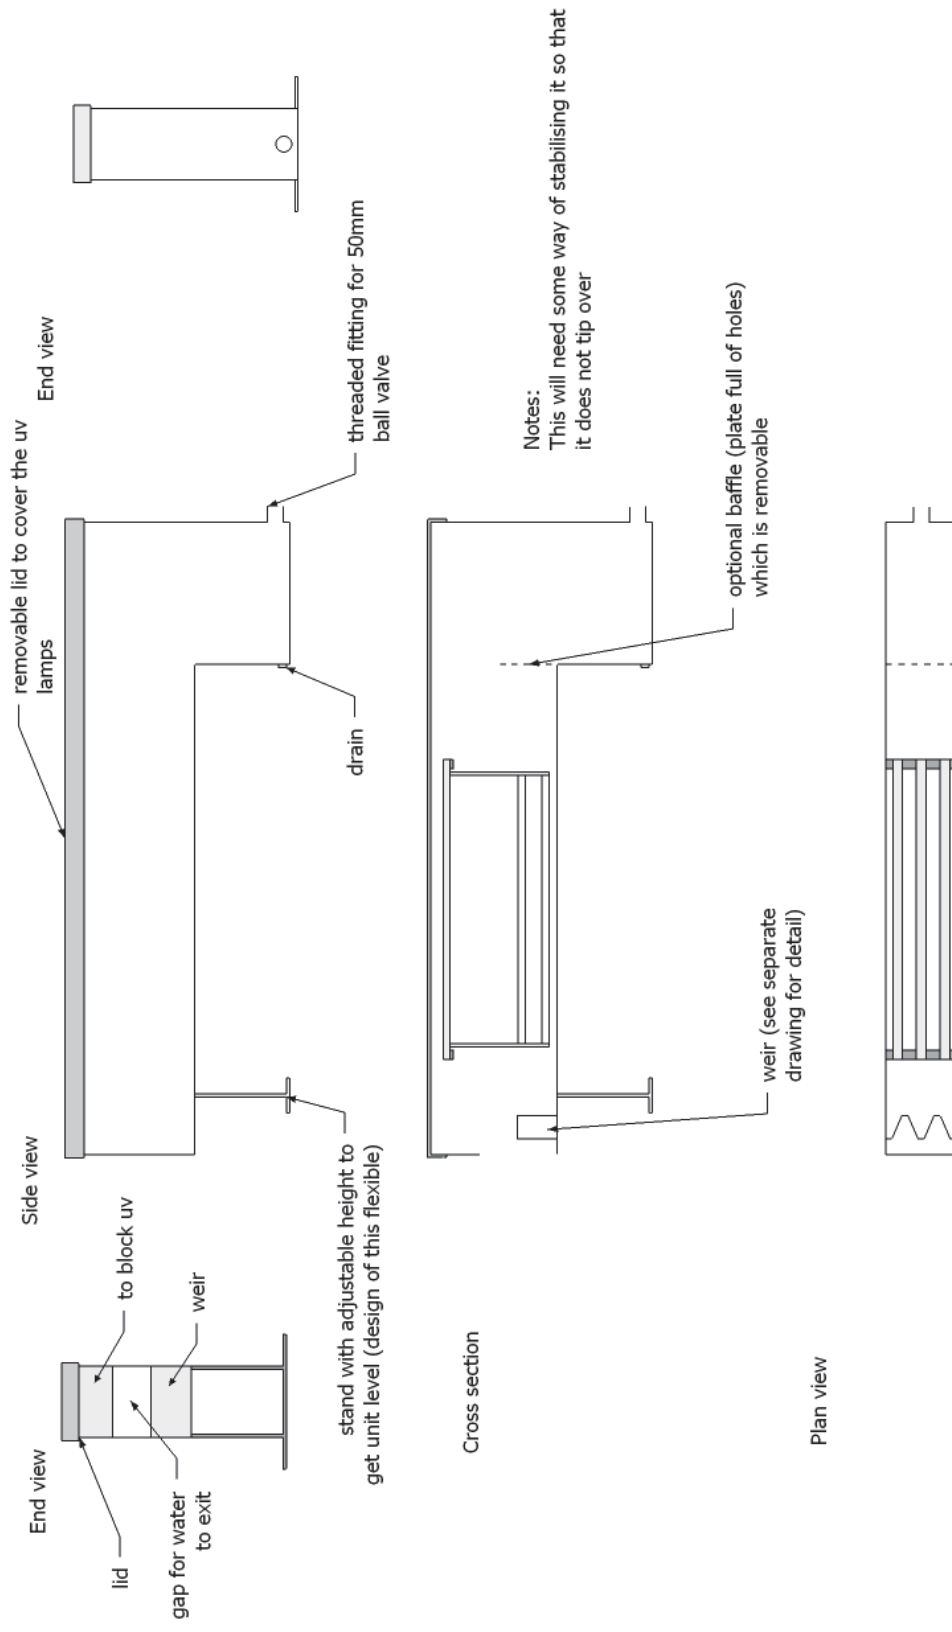 End view
lid
gap for water
to exit
to block uv
weir
Side view
removable lid to cover the uv
lamps
stand with adjustable height to
get unit level (design of this flexible)
drain
threaded fitting for 50mm
ball valve
End view
Cross section
weir (see separate
drawing for detail)
optional baffle (plate full of holes)
which is removable
Notes:
This will need some way of stabilising it so that
it does not tip over
Plan view